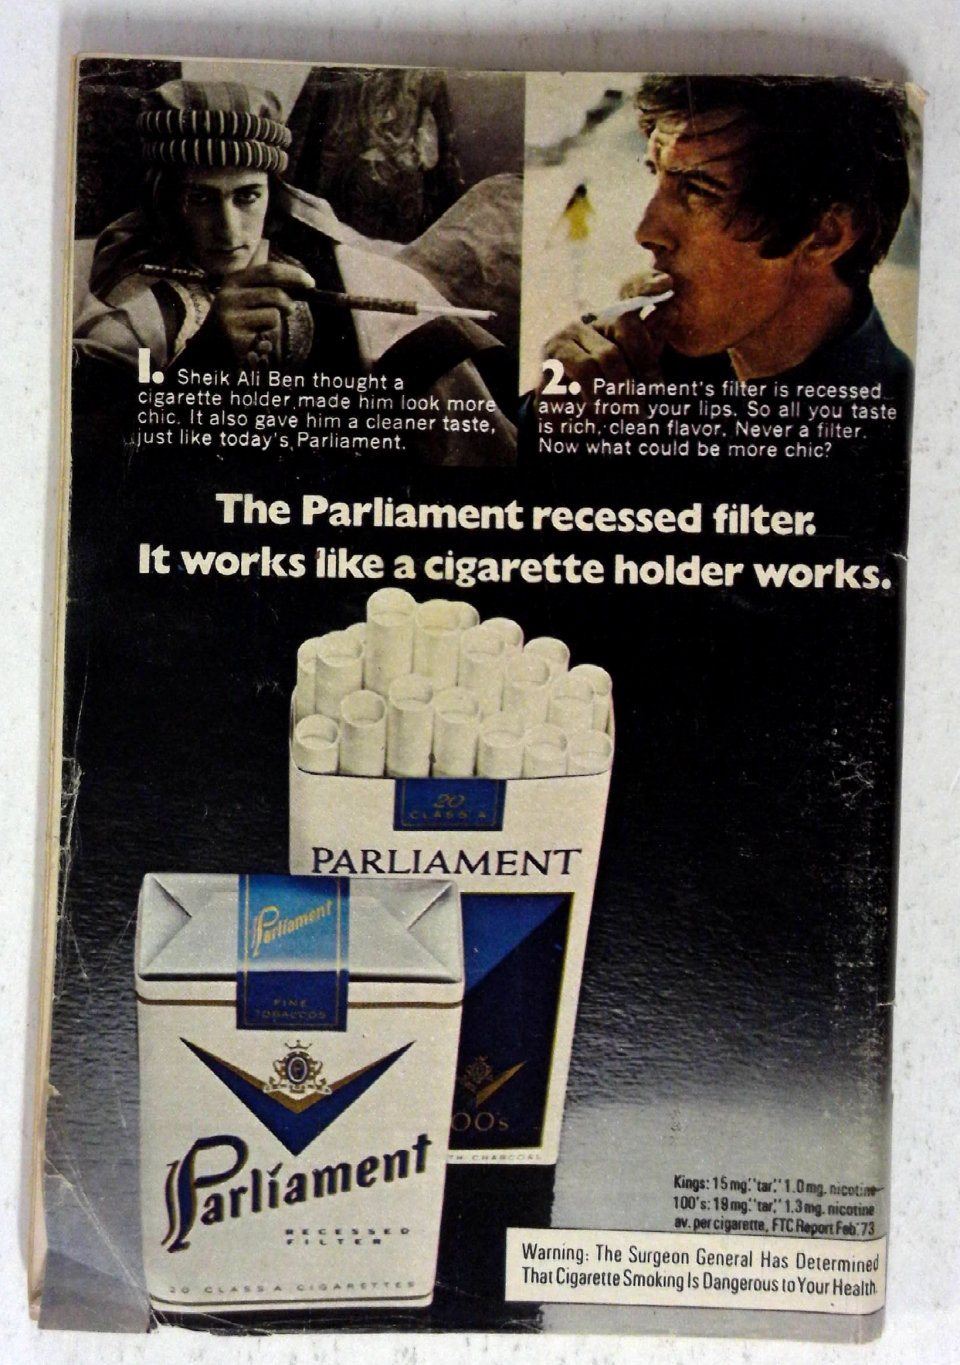 1. Sheik Ali Ben thought a
cigarette holder made him look more
chic. It also gave him a cleaner taste,
just like today's Parliament.
2. Parliament's filter is recessed
away from your lips. So all you taste
is rich, clean flavor. Never a filter.
Now what could be more chic?
The Parliament recessed filter.
It works like a cigarette holder works.
20
CLASS A
PARLIAMENT
Parliament
FINE
TOBACCOS
100's
TH CHARCOAL
Parliament
RECESSED
FILTER
20 CLASS A CIGARETTES
Kings: 15 mg. "tar," 1.0 mg. nicotine
100's: 19 mg. "tar," 1.3 mg. nicotine
av. per cigarette, FTC Report Feb. '73
Warning: The Surgeon General Has Determined
That Cigarette Smoking Is Dangerous to Your Health.